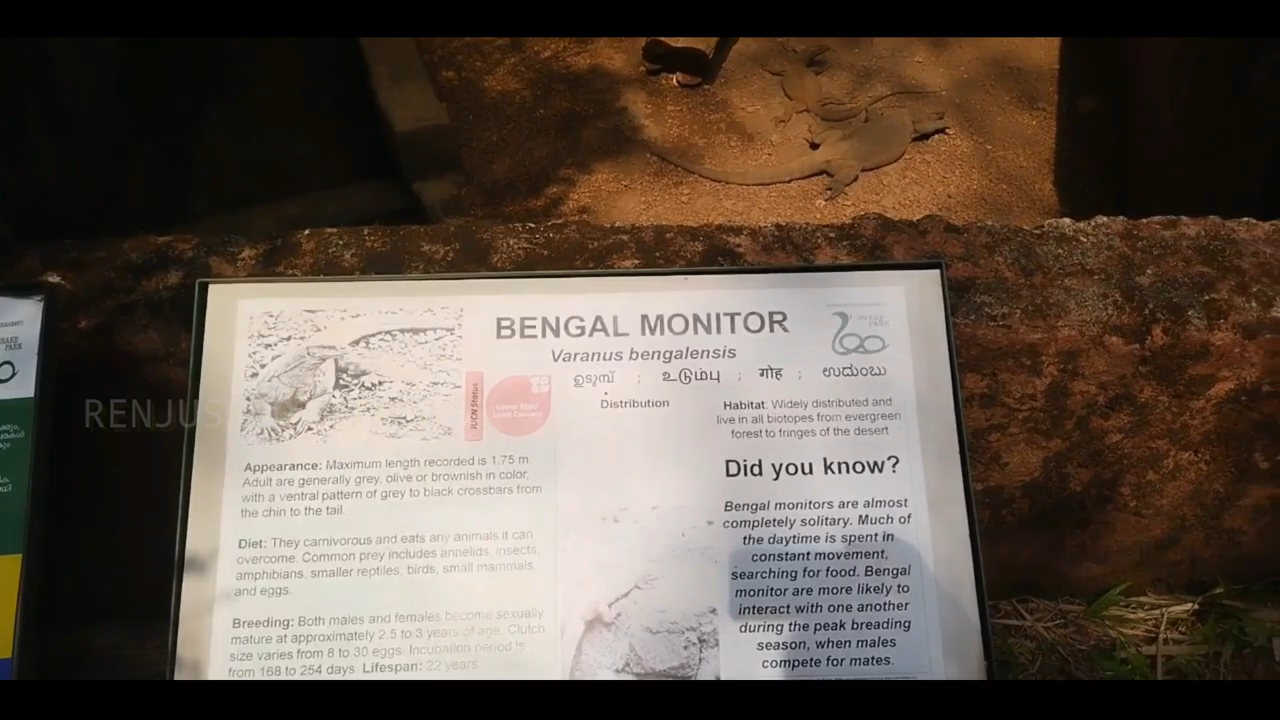 BENGAL MONITOR
Varanus bengalensis
ഉടുമ്പ് ; உடும்பு ; गोह ; ಉದುಂಬು
SNAKE
PARK
IUCN Status
Lower Risk/
Least Concern
Distribution
Habitat: Widely distributed and
live in all biotopes from evergreen
forest to fringes of the desert
Appearance: Maximum length recorded is 1.75 m.
Adult are generally grey, olive or brownish in color,
with a ventral pattern of grey to black crossbars from
the chin to the tail.
Diet: They carnivorous and eats any animals it can
overcome. Common prey includes annelids, insects,
amphibians, smaller reptiles, birds, small mammals,
and eggs.
Breeding: Both males and females become sexually
mature at approximately 2.5 to 3 years of age. Clutch
size varies from 8 to 30 eggs. Incubation period is
from 168 to 254 days. Lifespan: 22 years
Did you know?
Bengal monitors are almost
completely solitary. Much of
the daytime is spent in
constant movement,
searching for food. Bengal
monitor are more likely to
interact with one another
during the peak breeding
season, when males
compete for mates.
SNAKE
PARK
RENJUS